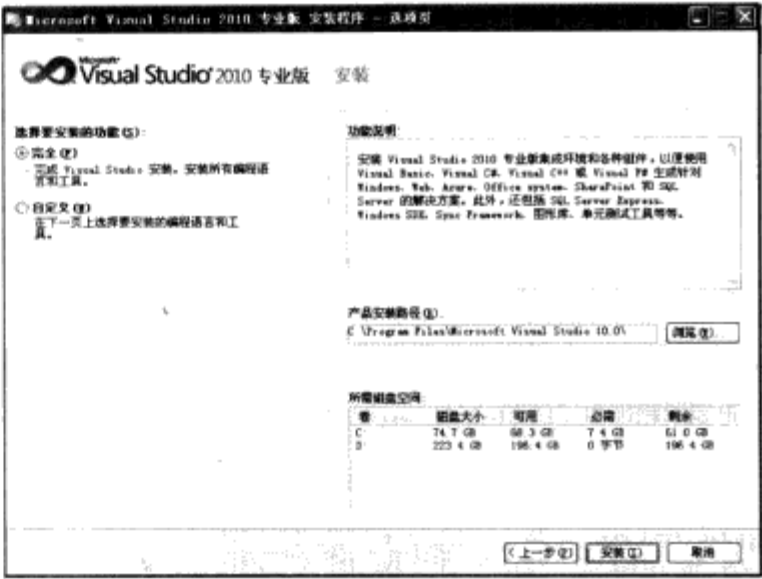 Microsoft Visual Studio 2010 专业版 安装程序 - 选项页
Microsoft
Visual Studio 2010 专业版 安装
选择要安装的功能(S):
完全(F)
完成 Visual Studio 安装。安装所有编程语
言和工具。
自定义(U)
在下一页上选择要安装的编程语言和工
具。
功能说明:
安装 Visual Studio 2010 专业版集成环境和各种组件，以便使用
Visual Basic、Visual C#、Visual C++ 或 Visual F# 生成针对
Windows、Web、Azure、Office system、SharePoint 和 SQL
Server 的解决方案。此外，还包括 SQL Server Express、
Windows SDK、Sync Framework、图形库、单元测试工具等等。
产品安装路径(L):
C:\Program Files\Microsoft Visual Studio 10.0\
浏览(B)...
所需磁盘空间:
卷 磁盘大小 可用 必需 剩余
C: 74.7 GB 68.3 GB 7.4 GB 61.0 GB
D: 223.4 GB 196.4 GB 0 字节 196.4 GB
<上一步(P) 安装(I) 取消